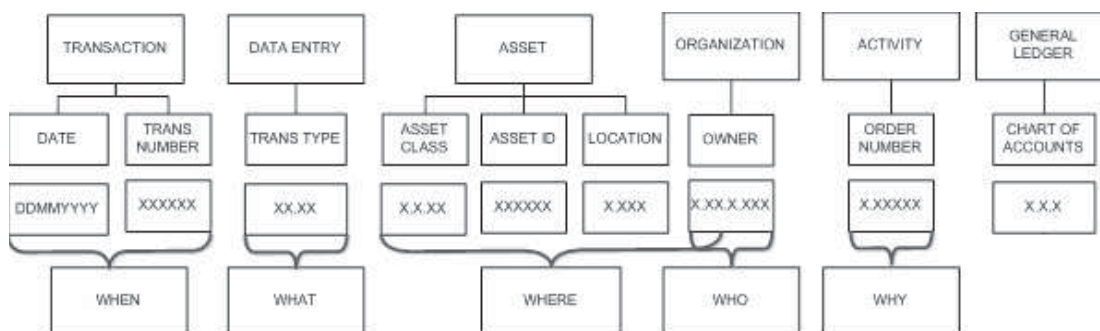 TRANSACTION
DATA ENTRY
ASSET
ORGANIZATION
ACTIVITY
GENERAL
LEDGER
DATE
TRANS
NUMBER
TRANS TYPE
ASSET
CLASS
ASSET ID
LOCATION
OWNER
ORDER
NUMBER
CHART OF
ACCOUNTS
DDMMYYYY
XXXXXX
XX.XX
X.X.XX
XXXXXX
X.XXX
X.XX.X.XXX
X.XXXXX
X.X.X
WHEN
WHAT
WHERE
WHO
WHY